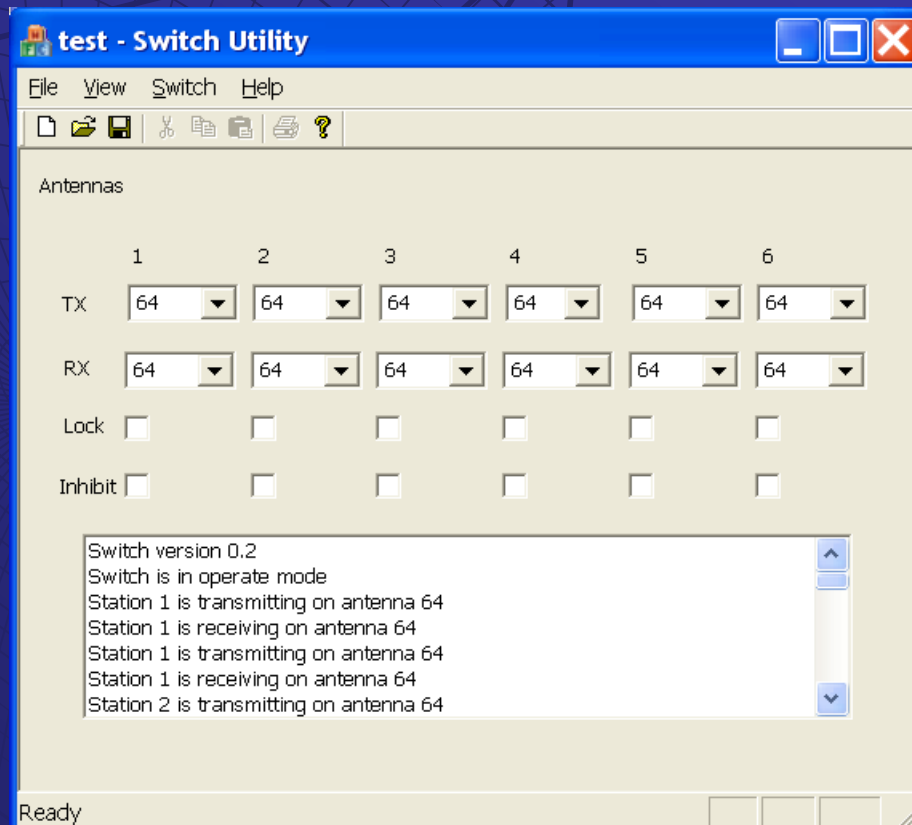 test - Switch Utility
File View Switch Help
Antennas
1 2 3 4 5 6
TX 64 64 64 64 64 64
RX 64 64 64 64 64 64
Lock
Inhibit
Switch version 0.2
Switch is in operate mode
Station 1 is transmitting on antenna 64
Station 1 is receiving on antenna 64
Station 1 is transmitting on antenna 64
Station 1 is receiving on antenna 64
Station 2 is transmitting on antenna 64
Ready